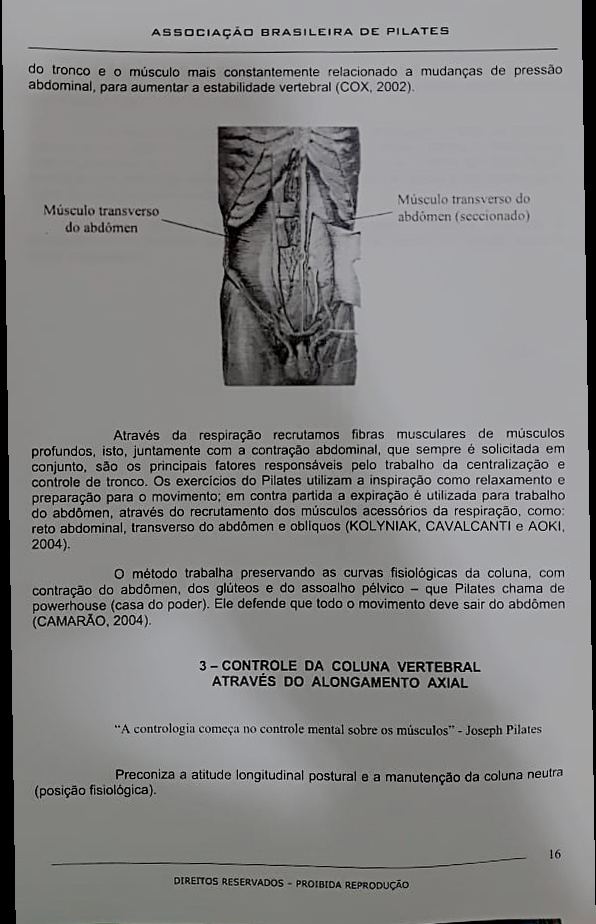 ASSOCIAÇÃO BRASILEIRA DE PILATES
do tronco e o músculo mais constantemente relacionado a mudanças de pressão
abdominal, para aumentar a estabilidade vertebral (COX, 2002).
Músculo transverso
do abdômen
Músculo transverso do
abdômen (seccionado)
Através da respiração recrutamos fibras musculares de músculos
profundos, isto, juntamente com a contração abdominal, que sempre é solicitada em
conjunto, são os principais fatores responsáveis pelo trabalho da centralização e
controle de tronco. Os exercícios do Pilates utilizam a inspiração como relaxamento e
preparação para o movimento; em contra partida a expiração é utilizada para trabalho
do abdômen, através do recrutamento dos músculos acessórios da respiração, como:
reto abdominal, transverso do abdômen e oblíquos (KOLYNIAK, CAVALCANTI e AOKI,
2004).
O método trabalha preservando as curvas fisiológicas da coluna, com
contração do abdômen, dos glúteos e do assoalho pélvico – que Pilates chama de
powerhouse (casa do poder). Ele defende que todo o movimento deve sair do abdômen
(CAMARÃO, 2004).
3 – CONTROLE DA COLUNA VERTEBRAL
ATRAVÉS DO ALONGAMENTO AXIAL
"A contrologia começa no controle mental sobre os músculos" - Joseph Pilates
Preconiza a atitude longitudinal postural e a manutenção da coluna neutra
(posição fisiológica).
16
DIREITOS RESERVADOS - PROIBIDA REPRODUÇÃO